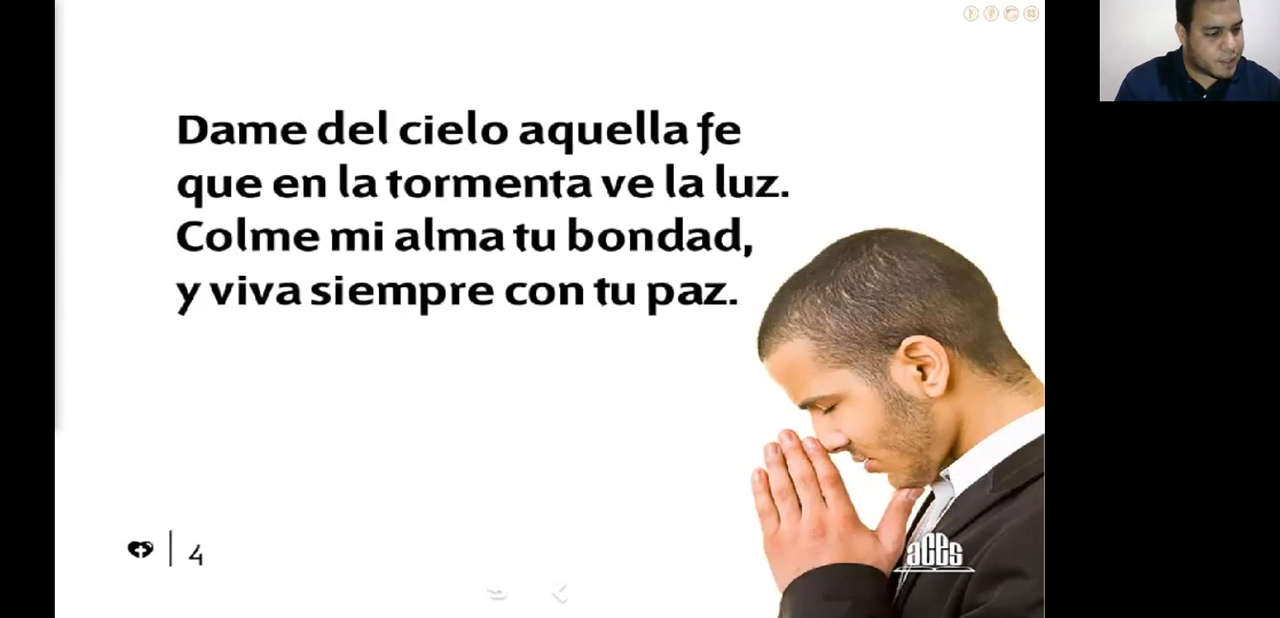 Dame del cielo aquella fe
que en la tormenta ve la luz.
Colme mi alma tu bondad,
y viva siempre con tu paz.
4
aces